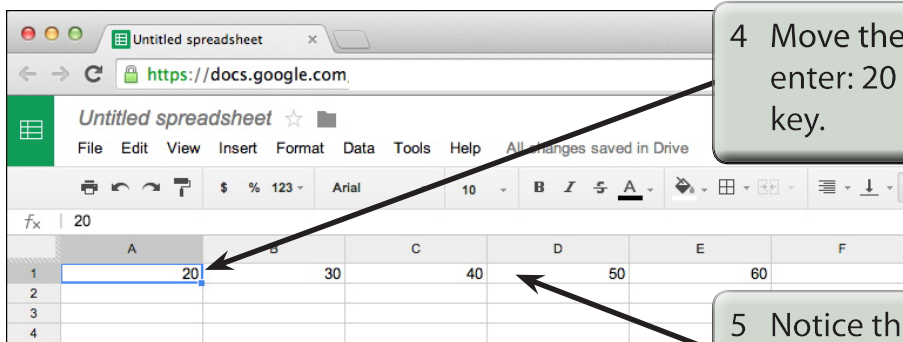 Untitled spreadsheet ×
https://docs.google.com
4 Move the
enter: 20
key.
Untitled spreadsheet
File Edit View Insert Format Data Tools Help All changes saved in Drive
$ % 123 Arial 10 B I S A
fx 20
A B C D E F
1 20 30 40 50 60
2
3
4
5 Notice th